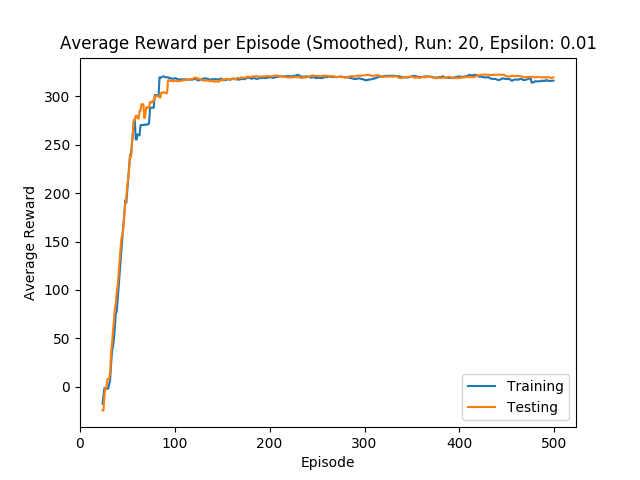 Average Reward per Episode (Smoothed), Run: 20, Epsilon: 0.01
Average Reward
300
250
200
150
100
50
0
0 100 200 300 400 500
Episode
Training
Testing